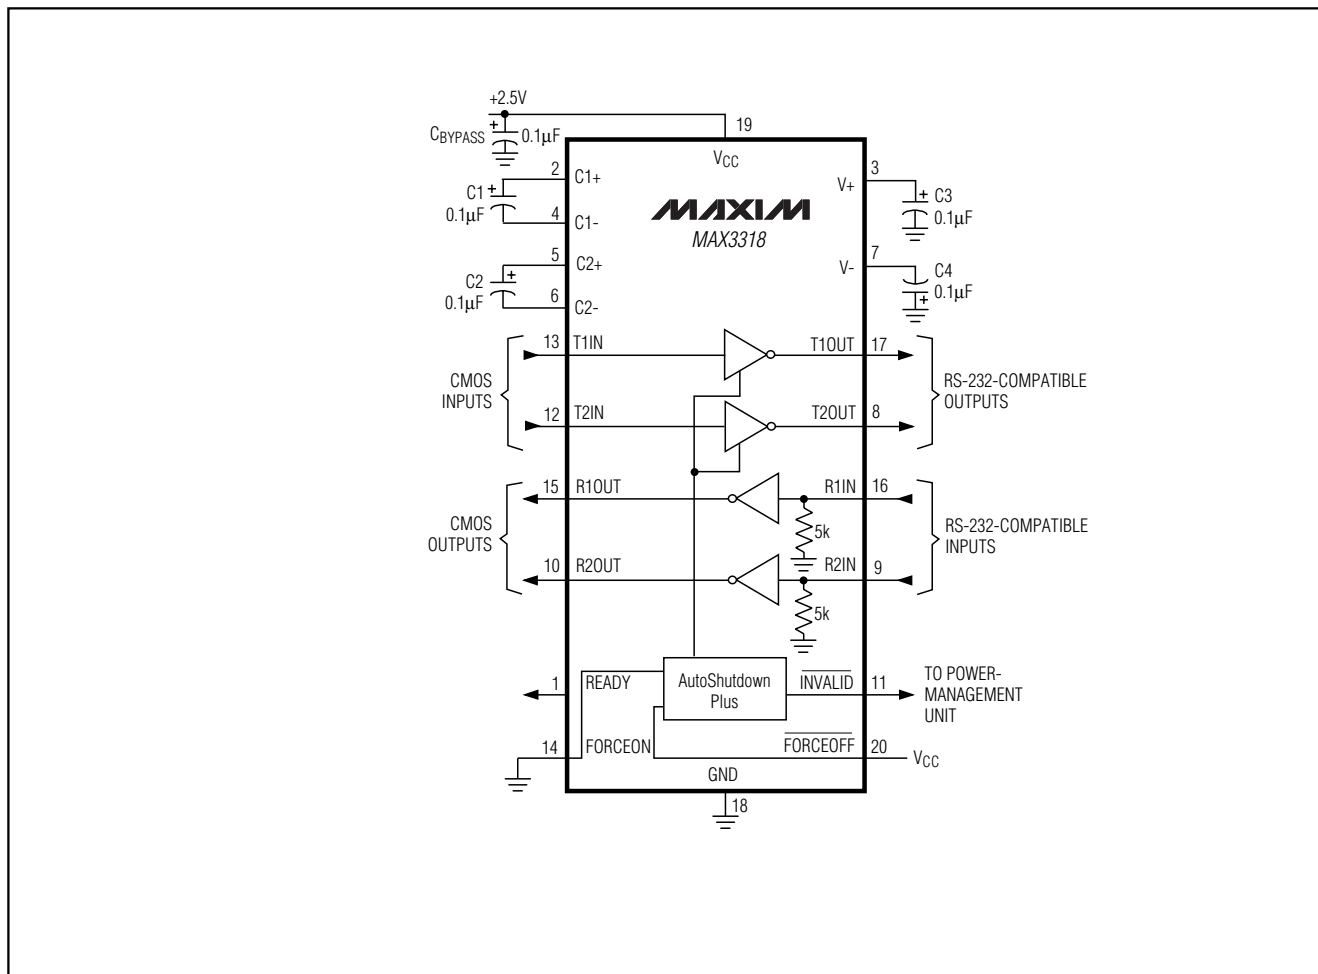 +2.5V
CBYPASS
0.1µF
19
VCC
2
C1+
C1
0.1µF
4
C1-
5
C2+
C2
0.1µF
6
C2-
3
V+
C3
0.1µF
7
V-
C4
0.1µF
MAXIM
MAX3318
13
T1IN
T1OUT
17
CMOS
INPUTS
RS-232-COMPATIBLE
OUTPUTS
12
T2IN
T2OUT
8
15
R1OUT
R1IN
16
5k
CMOS
OUTPUTS
RS-232-COMPATIBLE
INPUTS
10
R2OUT
R2IN
9
5k
1
READY
AutoShutdown
Plus
INVALID
11
TO POWER-
MANAGEMENT
UNIT
14
FORCEON
FORCEOFF
20
VCC
GND
18